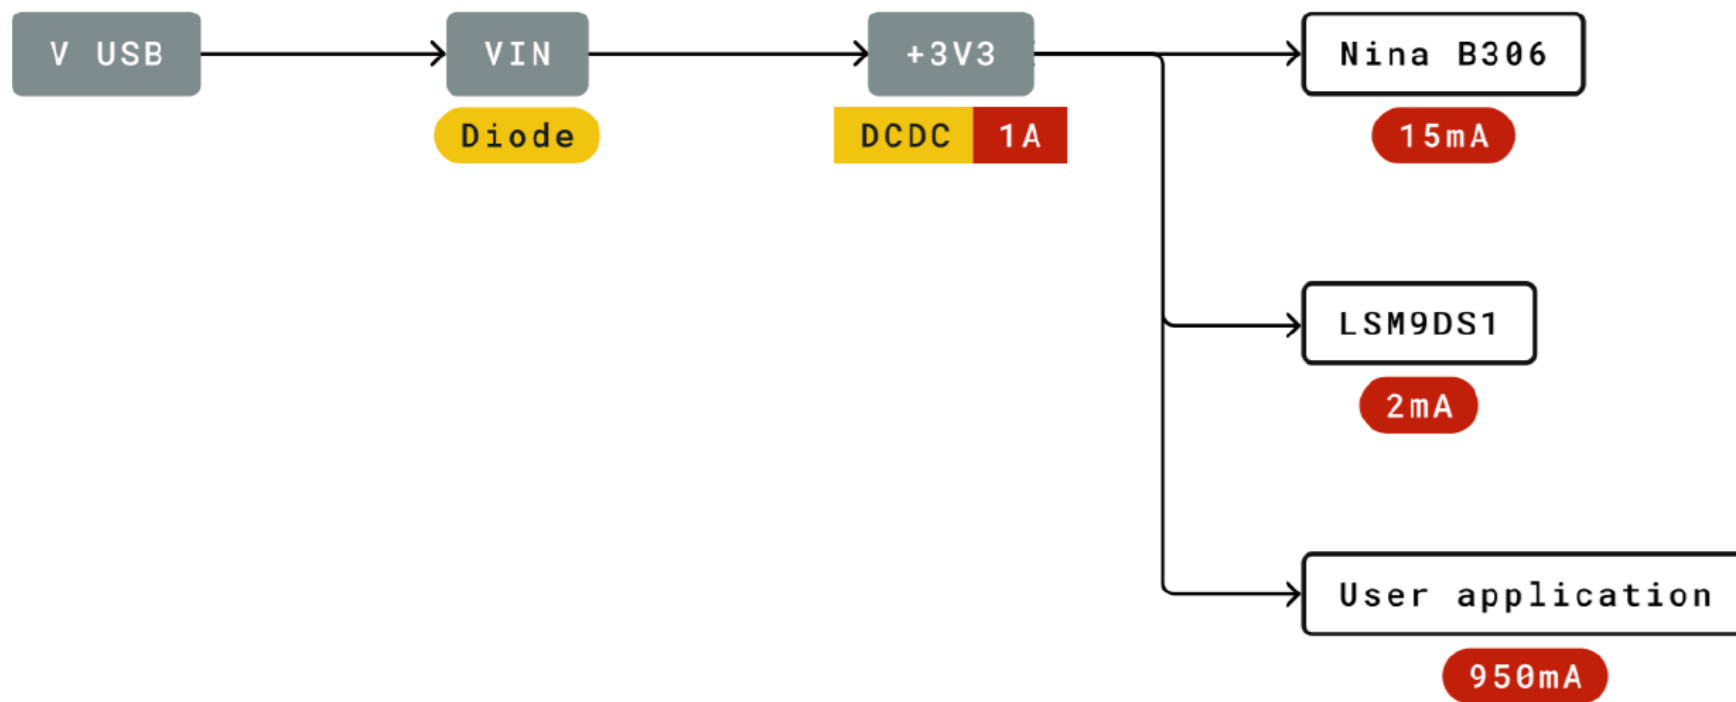 V USB
VIN
+3V3
Nina B306
Diode
DCDC
1A
15mA
LSM9DS1
2mA
User application
950mA